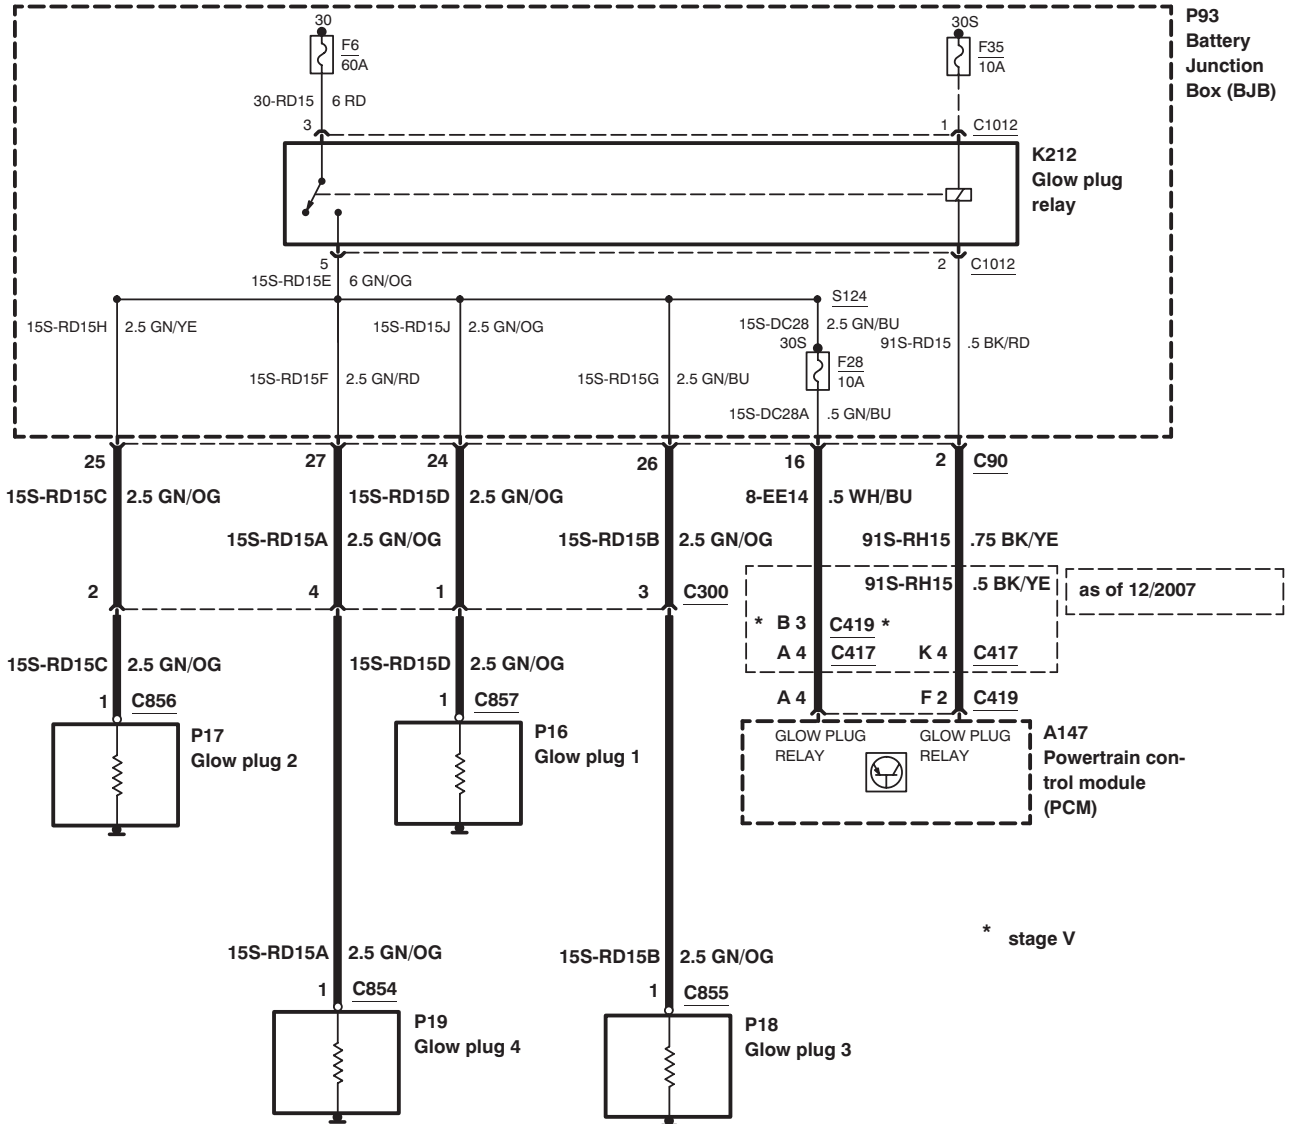 30
F6
60A
30-RD15 6 RD
3
30S
F35
10A
1 C1012
P93
Battery
Junction
Box (BJB)
K212
Glow plug
relay
5
15S-RD15E 6 GN/OG
2 C1012
S124
15S-RD15H 2.5 GN/YE
15S-RD15J 2.5 GN/OG
15S-DC28 2.5 GN/BU
30S
F28
10A
91S-RD15 .5 BK/RD
15S-RD15F 2.5 GN/RD
15S-RD15G 2.5 GN/BU
15S-DC28A .5 GN/BU
25 27 24 26 16 2 C90
15S-RD15C 2.5 GN/OG
15S-RD15D 2.5 GN/OG
8-EE14 .5 WH/BU
15S-RD15A 2.5 GN/OG
15S-RD15B 2.5 GN/OG
91S-RH15 .75 BK/YE
91S-RH15 .5 BK/YE
as of 12/2007
2 4 1 3 C300
* B 3 C419 *
A 4 C417
K 4 C417
15S-RD15C 2.5 GN/OG
15S-RD15D 2.5 GN/OG
1 C856
1 C857
A 4
F 2 C419
P17
Glow plug 2
P16
Glow plug 1
GLOW PLUG
RELAY
GLOW PLUG
RELAY
A147
Powertrain con-
trol module
(PCM)
* stage V
15S-RD15A 2.5 GN/OG
15S-RD15B 2.5 GN/OG
1 C854
1 C855
P19
Glow plug 4
P18
Glow plug 3